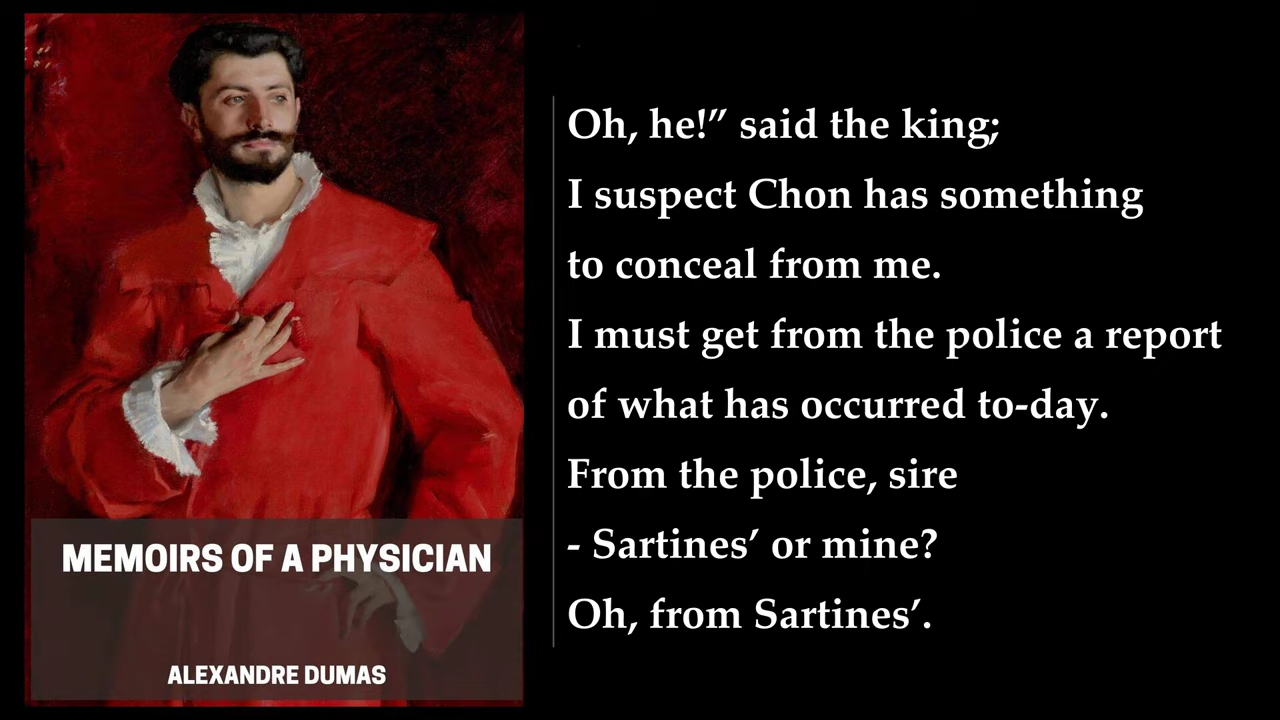 Oh, he!” said the king;
I suspect Chon has something
to conceal from me.
I must get from the police a report
of what has occurred to-day.
From the police, sire
- Sartines’ or mine?
Oh, from Sartines’.
MEMOIRS OF A PHYSICIAN
ALEXANDRE DUMAS